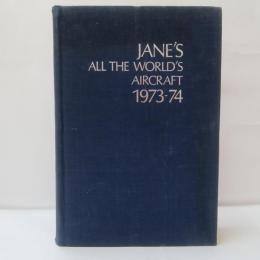 JANE'S
ALL THE WORLD'S
AIRCRAFT
1973-74